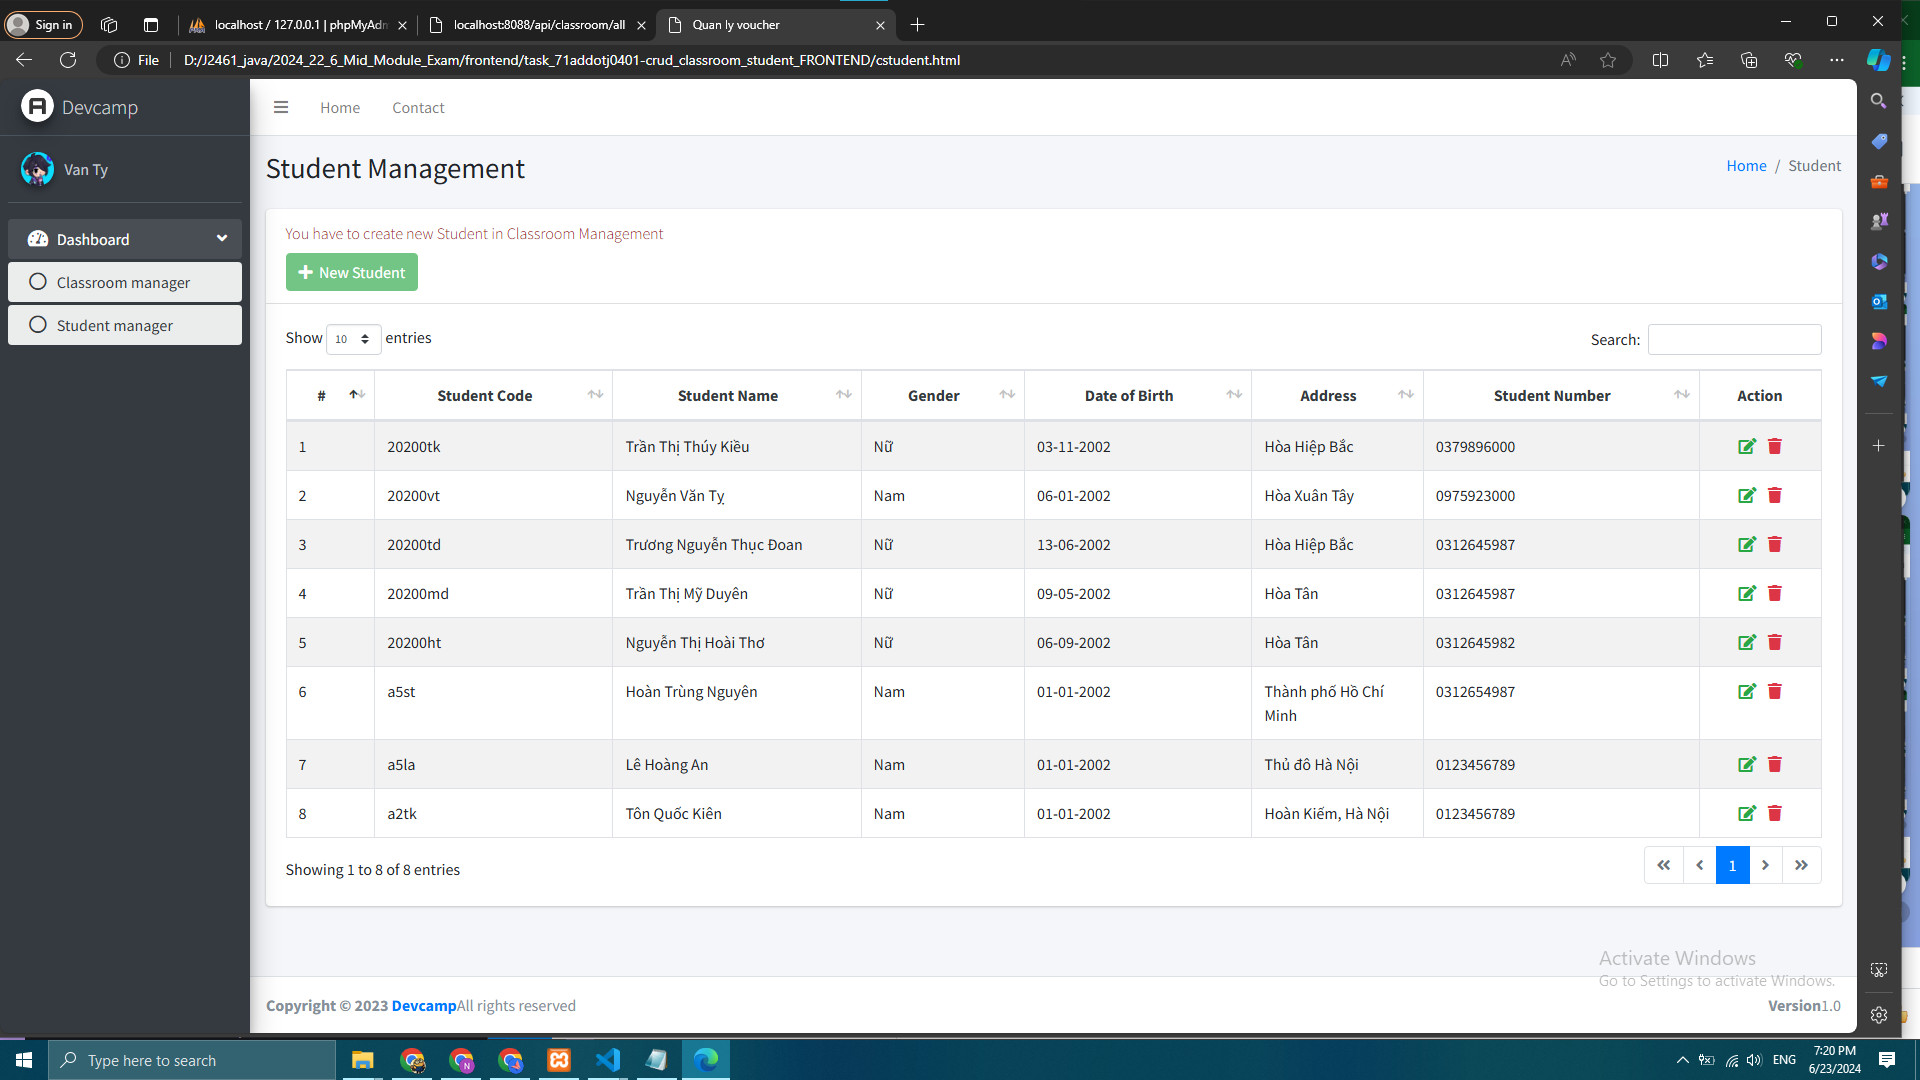 Sign in
localhost / 127.0.0.1 | phpMyAdm
localhost:8088/api/classroom/all
Quan ly voucher
File
D:/J2461_java/2024_22_6_Mid_Module_Exam/frontend/task_71addotj0401-crud_classroom_student_FRONTEND/cstudent.html
Devcamp
Home
Contact
Van Ty
Dashboard
Classroom manager
Student manager
Student Management
Home / Student
You have to create new Student in Classroom Management
New Student
Show 10 entries
Search:
# Student Code Student Name Gender Date of Birth Address Student Number Action
1 20200tk Trần Thị Thúy Kiều Nữ 03-11-2002 Hòa Hiệp Bắc 0379896000
2 20200vt Nguyễn Văn Tỵ Nam 06-01-2002 Hòa Xuân Tây 0975923000
3 20200td Trương Nguyễn Thục Đoan Nữ 13-06-2002 Hòa Hiệp Bắc 0312645987
4 20200md Trần Thị Mỹ Duyên Nữ 09-05-2002 Hòa Tân 0312645987
5 20200ht Nguyễn Thị Hoài Thơ Nữ 06-09-2002 Hòa Tân 0312645982
6 a5st Hoàn Trùng Nguyên Nam 01-01-2002 Thành phố Hồ Chí 0312654987
Minh
7 a5la Lê Hoàng An Nam 01-01-2002 Thủ đô Hà Nội 0123456789
8 a2tk Tôn Quốc Kiên Nam 01-01-2002 Hoàn Kiếm, Hà Nội 0123456789
Showing 1 to 8 of 8 entries
1
Activate Windows
Go to Settings to activate Windows.
Copyright © 2023 DevcampAll rights reserved
Version1.0
Type here to search
ENG
7:20 PM
6/23/2024